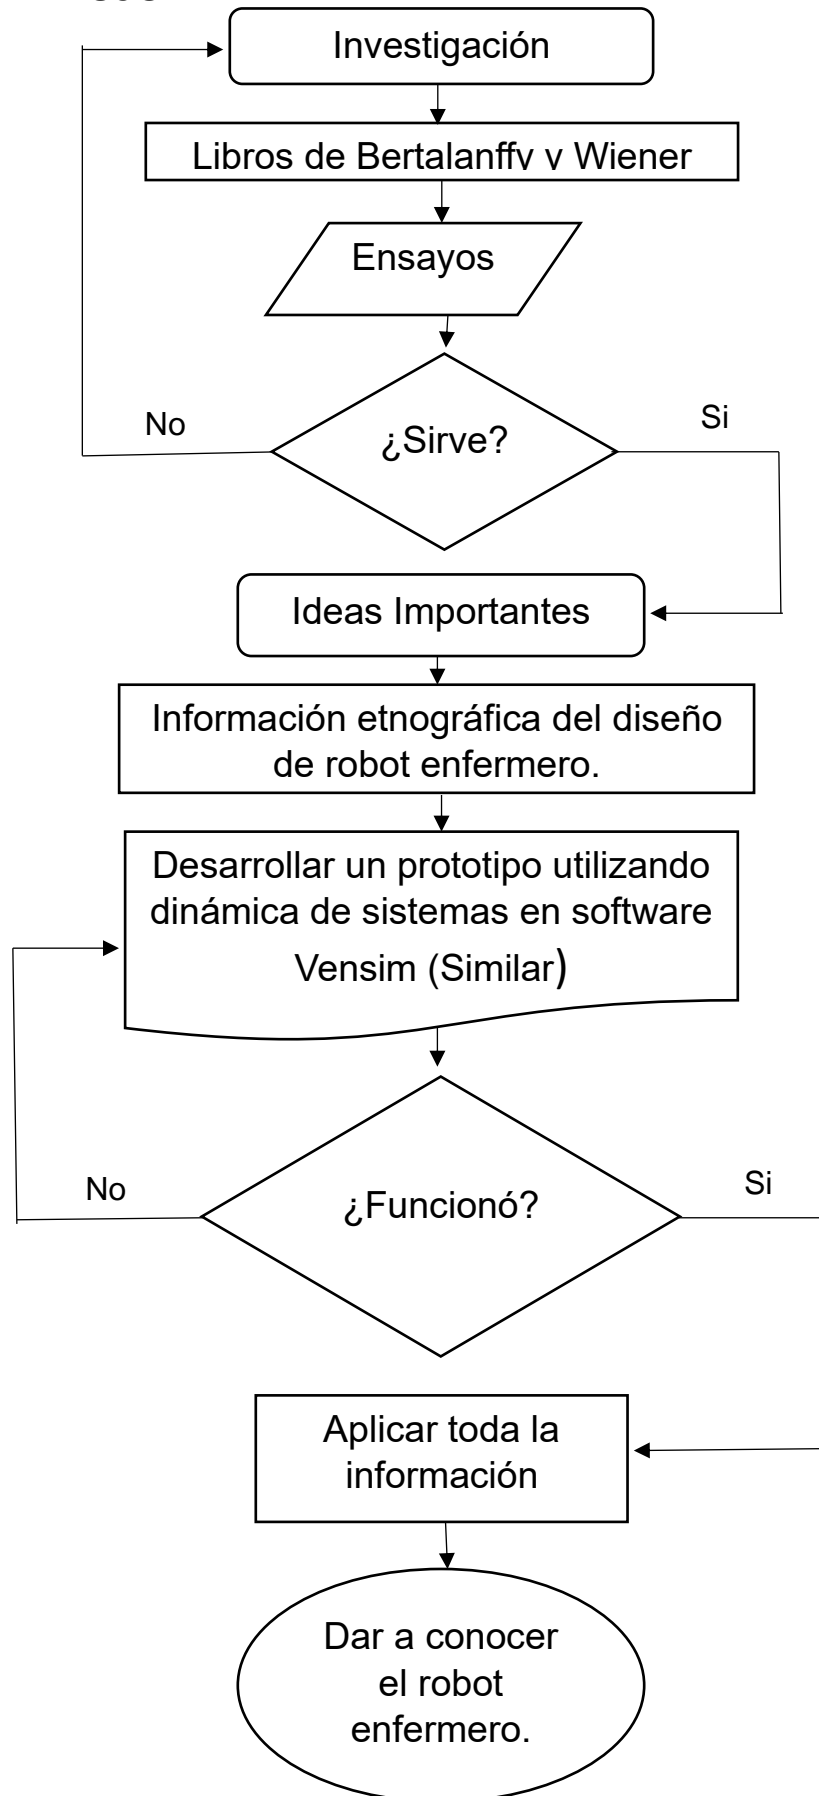 Investigación
Libros de Bertalanffy y Wiener
Ensayos
¿Sirve?
No
Si
Ideas Importantes
Información etnográfica del diseño
de robot enfermero.
Desarrollar un prototipo utilizando
dinámica de sistemas en software
Vensim (Similar)
¿Funcionó?
No
Si
Aplicar toda la
información
Dar a conocer
el robot
enfermero.